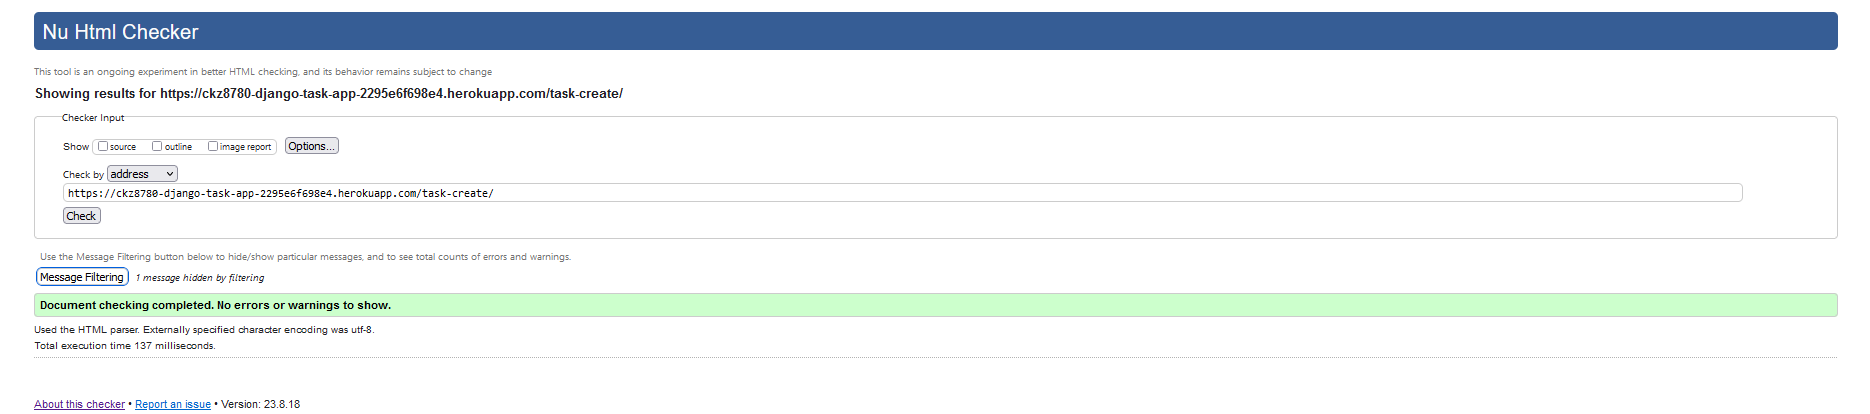 Nu Html Checker
This tool is an ongoing experiment in better HTML checking, and its behavior remains subject to change
Showing results for https://ckz8780-django-task-app-2295e6f698e4.herokuapp.com/task-create/
Checker Input
Show source outline image report Options...
Check by address
https://ckz8780-django-task-app-2295e6f698e4.herokuapp.com/task-create/
Check
Use the Message Filtering button below to hide/show particular messages, and to see total counts of errors and warnings.
Message Filtering 1 message hidden by filtering
Document checking completed. No errors or warnings to show.
Used the HTML parser. Externally specified character encoding was utf-8.
Total execution time 137 milliseconds.
About this checker • Report an issue • Version: 23.8.18